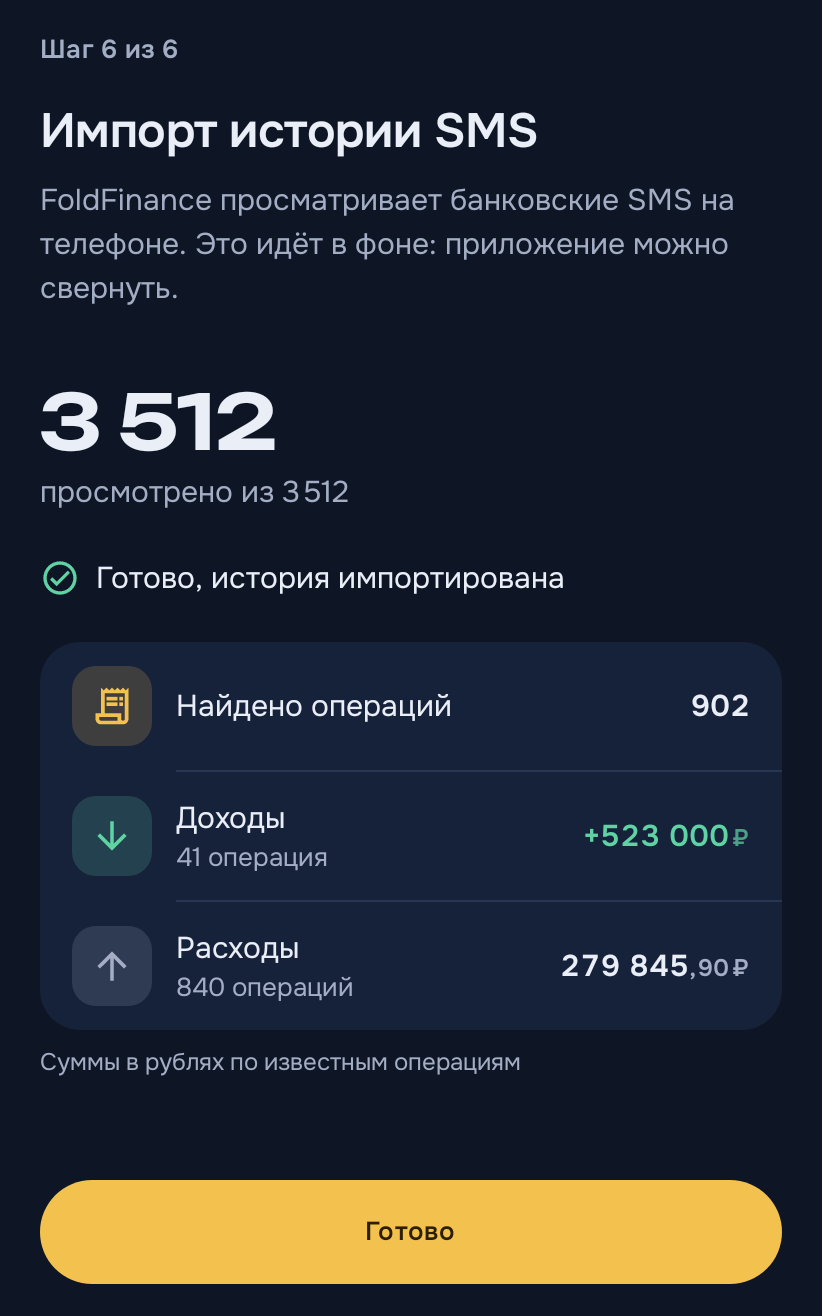 Шаг 6 из 6
Импорт истории SMS
FoldFinance просматривает банковские SMS на
телефоне. Это идёт в фоне: приложение можно
свернуть.
3 512
просмотрено из 3 512
Готово, история импортирована
Найдено операций 902
Доходы
41 операция
+523 000 ₽
Расходы
840 операций
279 845,90 ₽
Суммы в рублях по известным операциям
Готово